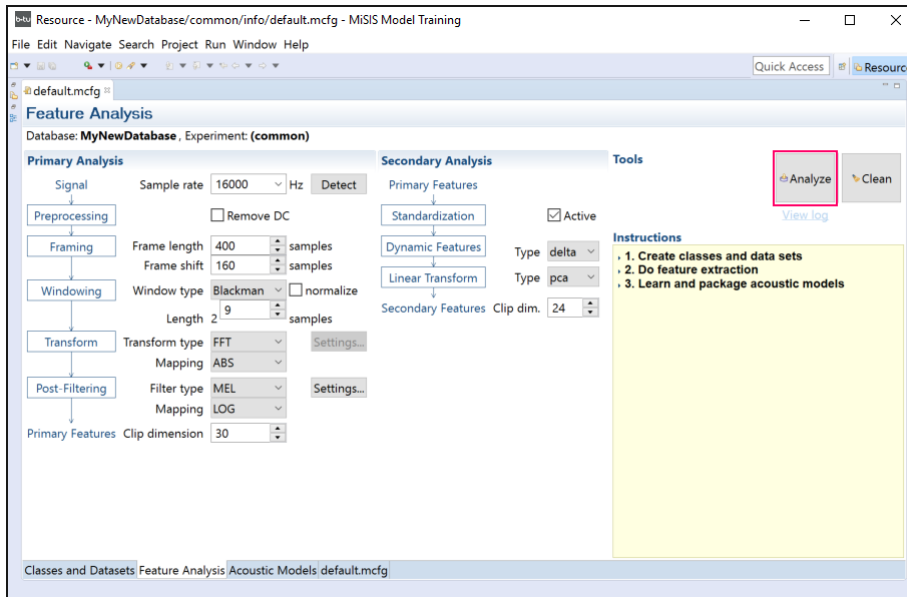 b-tu Resource - MyNewDatabase/common/info/default.mcfg - MiSIS Model Training
File Edit Navigate Search Project Run Window Help
Quick Access
Resourc
default.mcfg
Feature Analysis
Database: MyNewDatabase , Experiment: (common)
Primary Analysis
Signal Sample rate 16000 Hz Detect
Preprocessing Remove DC
Framing Frame length 400 samples
Frame shift 160 samples
Windowing Window type Blackman normalize
Length 2 9 samples
Transform Transform type FFT Settings...
Mapping ABS
Post-Filtering Filter type MEL Settings...
Mapping LOG
Primary Features Clip dimension 30
Secondary Analysis
Primary Features
Standardization Active
Dynamic Features Type delta
Linear Transform Type pca
Secondary Features Clip dim. 24
Tools
Analyze Clean
View log
Instructions
1. Create classes and data sets
2. Do feature extraction
3. Learn and package acoustic models
Classes and Datasets Feature Analysis Acoustic Models default.mcfg